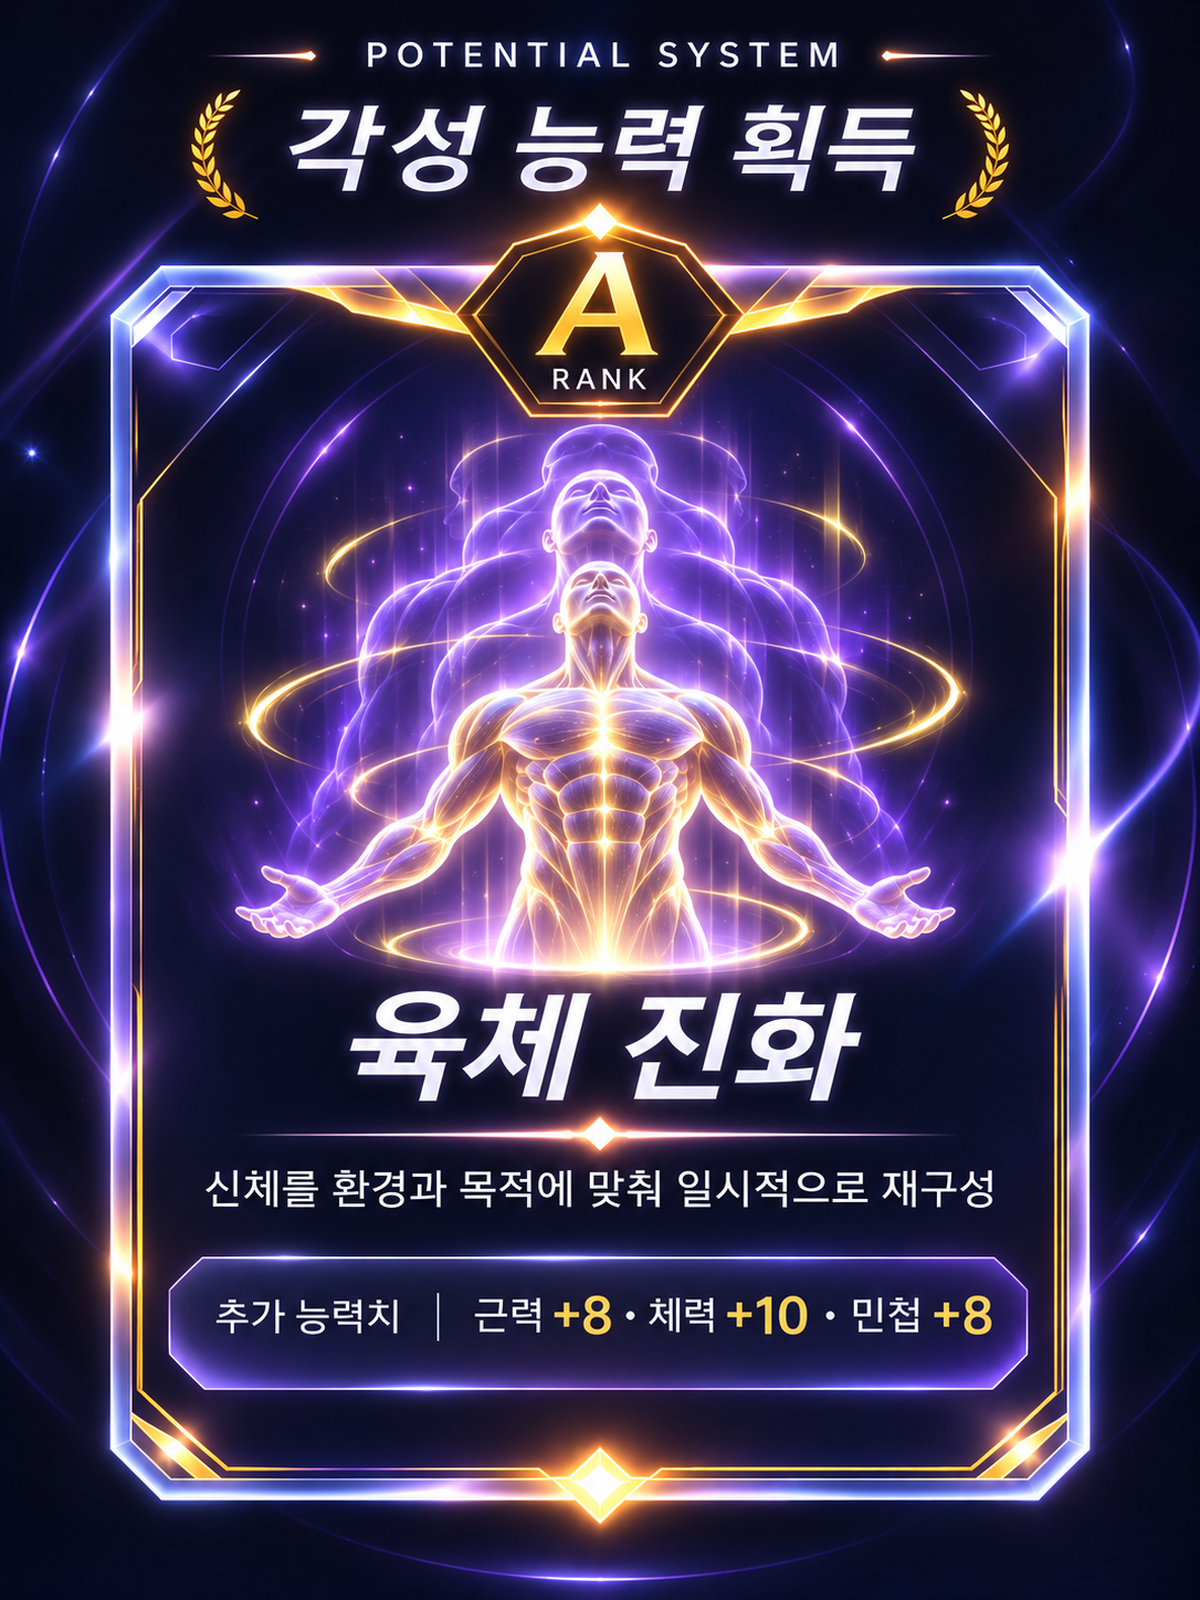 POTENTIAL SYSTEM
각성 능력 획득
A
RANK
육체 진화
신체를 환경과 목적에 맞춰 일시적으로 재구성
추가 능력치 | 근력 +8 • 체력 +10 • 민첩 +8